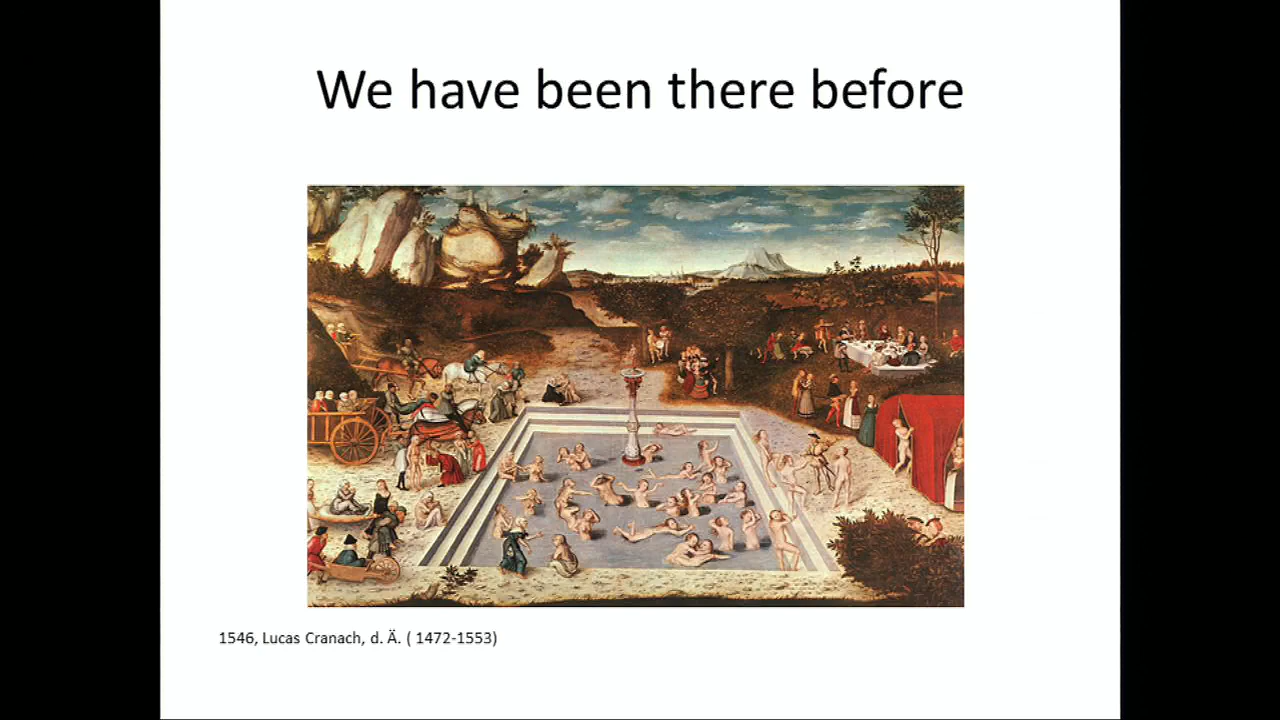 We have been there before
1546, Lucas Cranach, d. Ä. ( 1472-1553)